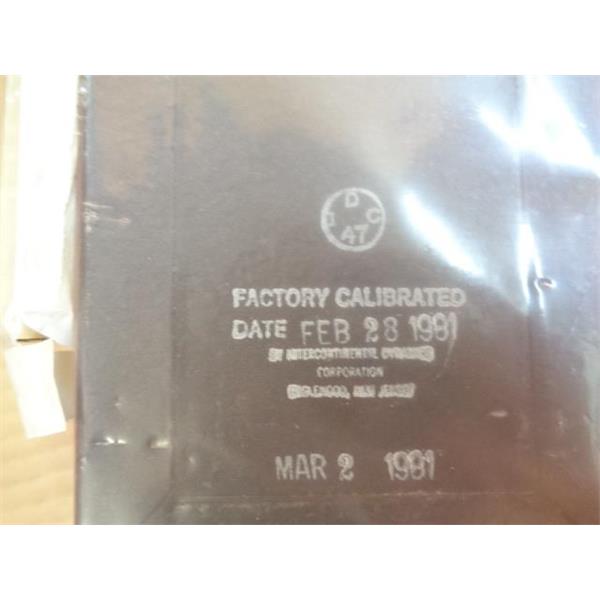 D
I C
47
FACTORY CALIBRATED
DATE FEB 28 1981
BY INTERCONTINENTAL DYNAMICS
CORPORATION
ENGLEWOOD, NEW JERSEY
MAR 2 1981